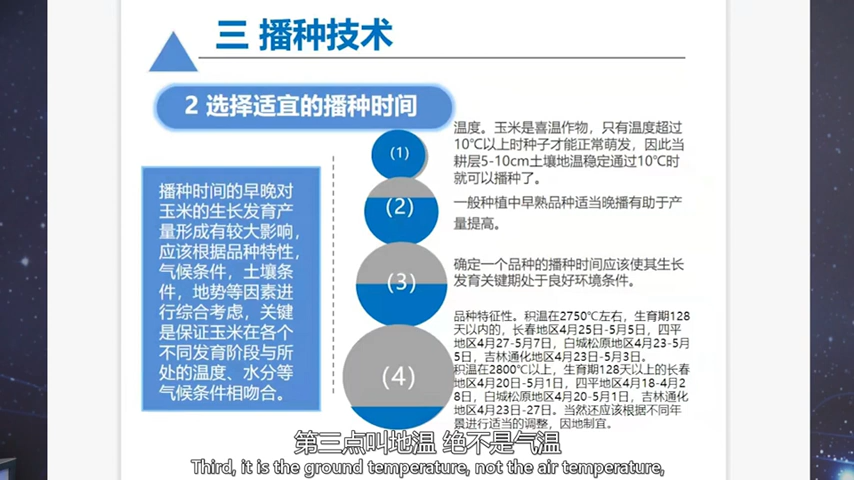 三 播种技术
2 选择适宜的播种时间
播种时间的早晚对
玉米的生长发育产
量形成有较大影响，
应该根据品种特性，
气候条件，土壤条
件，地势等因素进
行综合考虑，关键
是保证玉米在各个
不同发育阶段与所
处的温度、水分等
气候条件相吻合。
(1)
温度。玉米是喜温作物，只有温度超过
10℃以上时种子才能正常萌发，因此当
耕层5-10cm土壤地温稳定通过10℃时
就可以播种了。
(2)
一般种植中早熟品种适当晚播有助于产
量提高。
(3)
确定一个品种的播种时间应该使其生长
发育关键期处于良好环境条件。
(4)
品种特征性。积温在2750℃左右，生育期128
天以内的，长春地区4月25日-5月5日，四平
地区4月27-5月7日，白城松原地区4月23-5月
5日，吉林通化地区4月23日-5月3日。
积温在2800℃以上，生育期128天以上的长春
地区4月20日-5月1日，四平地区4月18-4月2
8日，白城松原地区4月20-5月1日，吉林通化
地区4月23日-27日。当然还应该根据不同年
景进行适当的调整，因地制宜。
第三点叫地温 绝不是气温
Third, it is the ground temperature, not the air temperature,